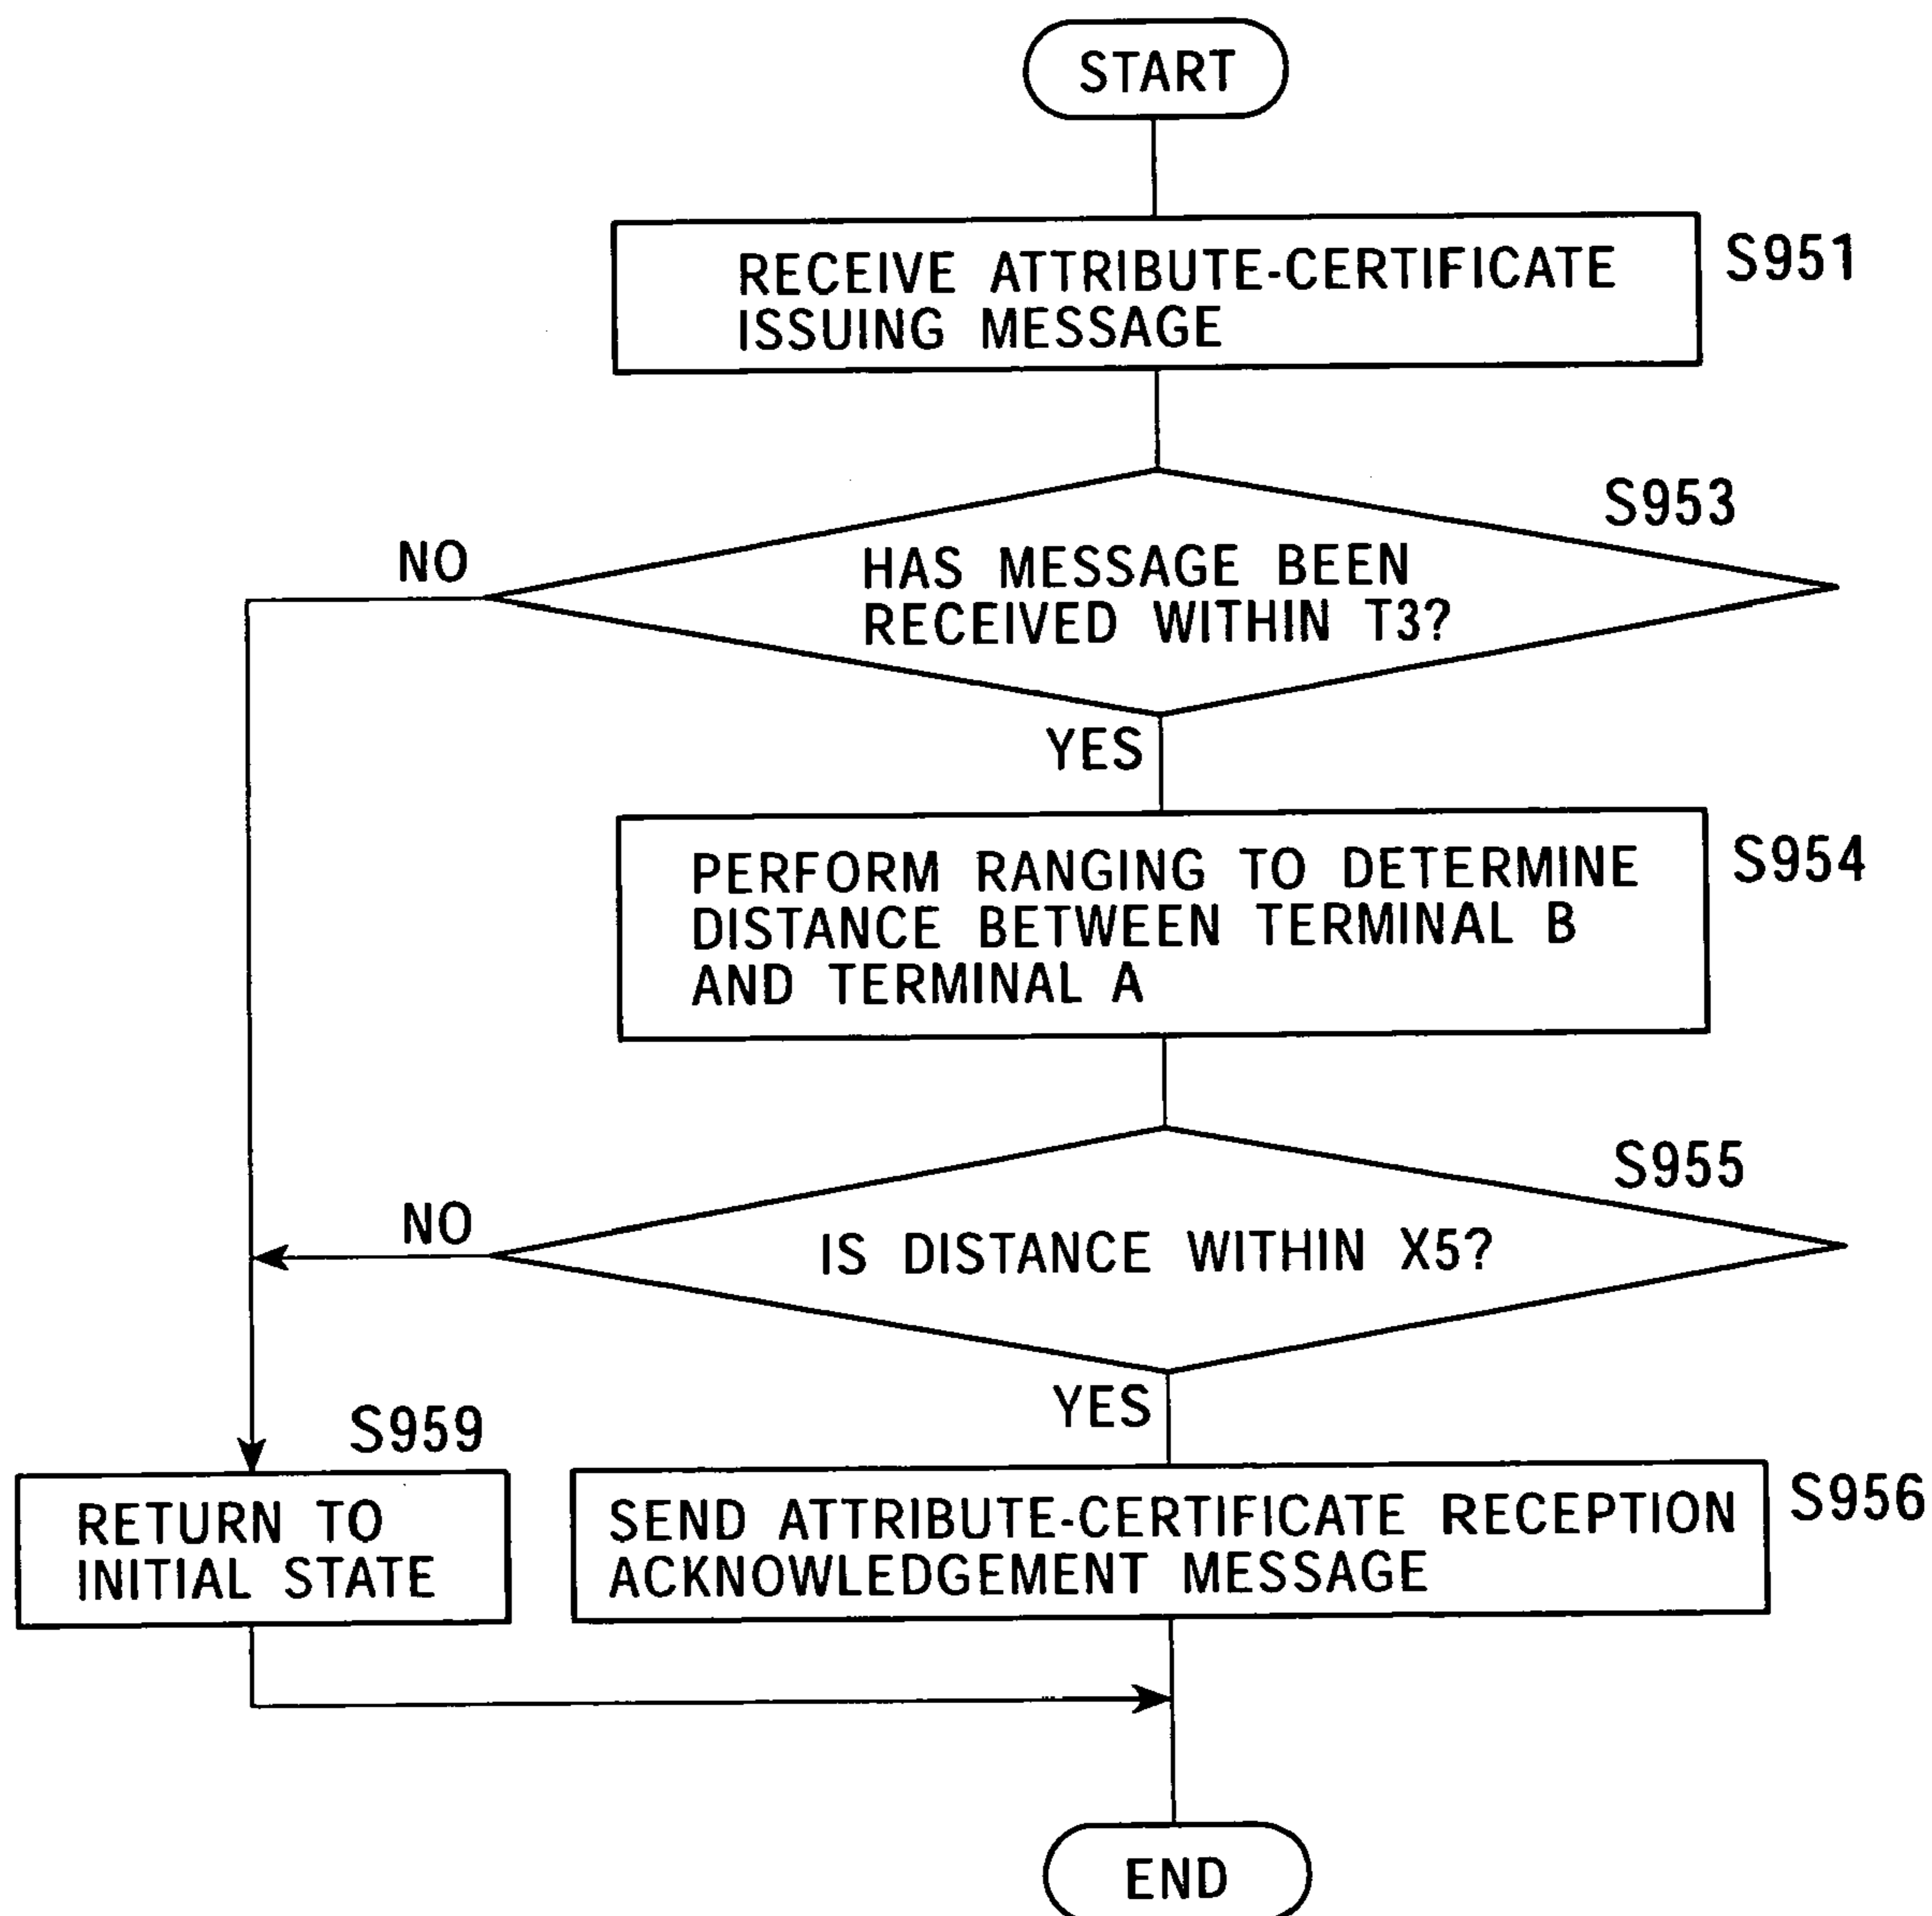 START
RECEIVE ATTRIBUTE-CERTIFICATE
ISSUING MESSAGE
S951
S953
HAS MESSAGE BEEN
RECEIVED WITHIN T3?
NO
YES
PERFORM RANGING TO DETERMINE
DISTANCE BETWEEN TERMINAL B
AND TERMINAL A
S954
S955
IS DISTANCE WITHIN X5?
NO
YES
S959
RETURN TO
INITIAL STATE
SEND ATTRIBUTE-CERTIFICATE RECEPTION
ACKNOWLEDGEMENT MESSAGE
S956
END